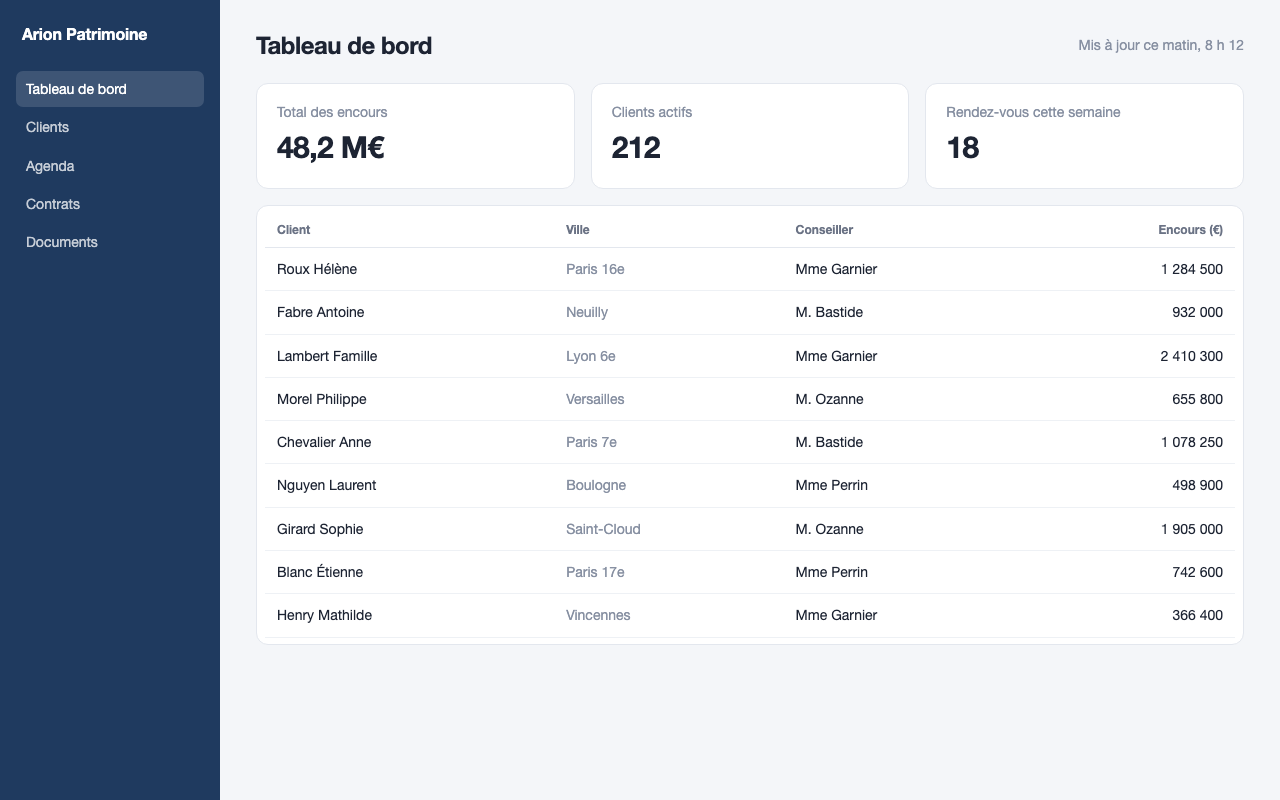 Arion Patrimoine
Tableau de bord
Clients
Agenda
Contrats
Documents
Tableau de bord
Mis à jour ce matin, 8 h 12
Total des encours
48,2 M€
Clients actifs
212
Rendez-vous cette semaine
18
Client Ville Conseiller Encours (€)
Roux Hélène Paris 16e Mme Garnier 1 284 500
Fabre Antoine Neuilly M. Bastide 932 000
Lambert Famille Lyon 6e Mme Garnier 2 410 300
Morel Philippe Versailles M. Ozanne 655 800
Chevalier Anne Paris 7e M. Bastide 1 078 250
Nguyen Laurent Boulogne Mme Perrin 498 900
Girard Sophie Saint-Cloud M. Ozanne 1 905 000
Blanc Étienne Paris 17e Mme Perrin 742 600
Henry Mathilde Vincennes Mme Garnier 366 400